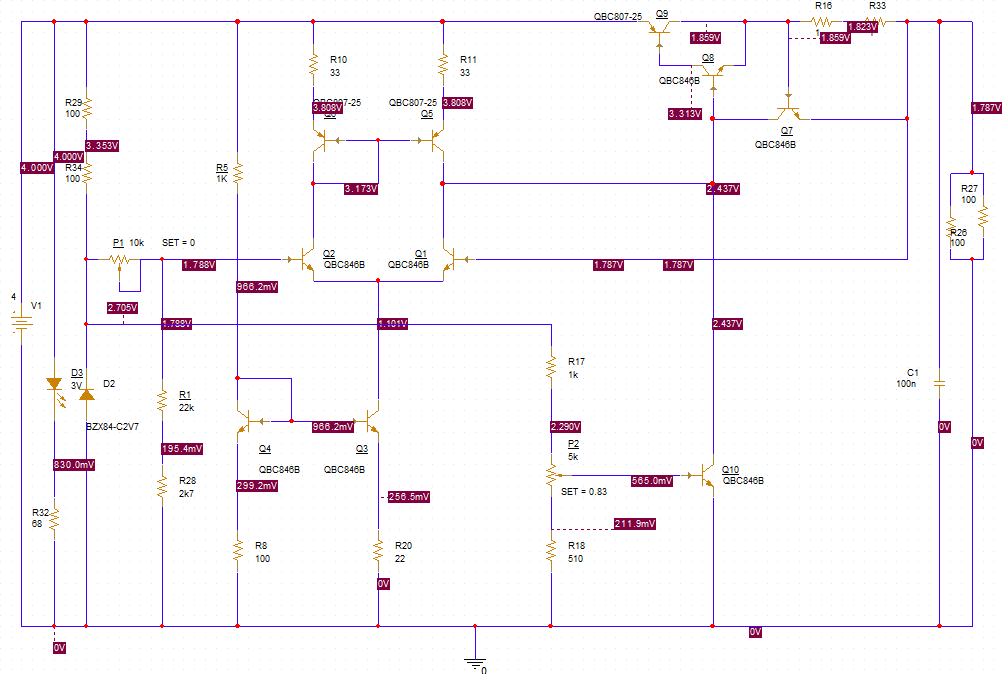 R16
R33
QBC807-25
Q9
1.823V
1.859V
1
1.859V
Q8
R10
33
R11
33
QBC846B
R29
100
QBC807-25
3.808V
QBC807-25
3.808V
Q5
3.313V
1.787V
Q7
QBC846B
3.353V
4.000V
4.000V
R34
100
R5
1K
3.173V
2.437V
R27
100
R26
100
P1
10k
SET = 0
1.788V
Q2
QBC846B
Q1
QBC846B
1.787V
1.787V
966.2mV
4
V1
2.705V
1.788V
1.101V
2.437V
D3
3V
D2
R1
22k
R17
1k
C1
100n
BZX84-C2V7
966.2mV
2.290V
0V
0V
195.4mV
Q4
Q3
P2
5k
830.0mV
QBC846B
QBC846B
R28
2k7
299.2mV
256.5mV
SET = 0.83
565.0mV
Q10
QBC846B
R32
68
211.9mV
R8
100
R20
22
R18
510
0V
0V
0V
0